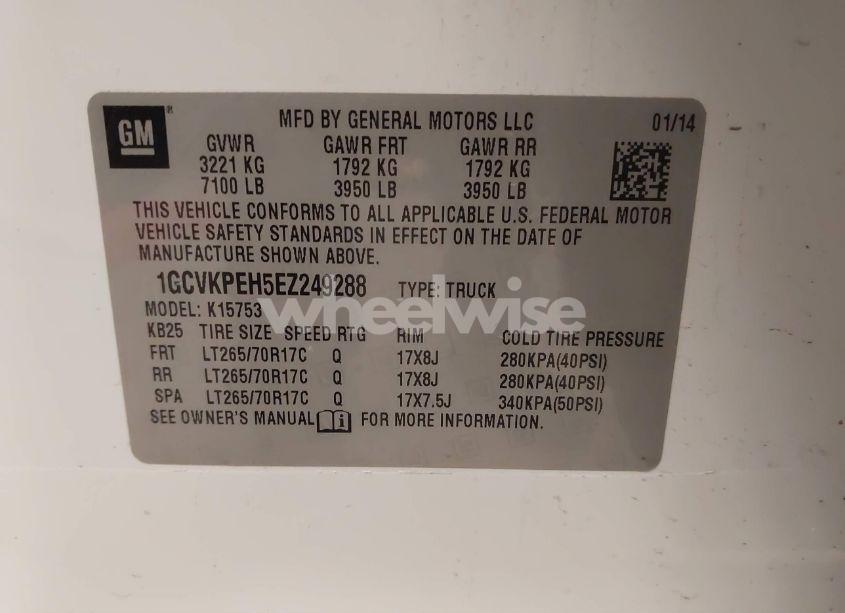 GM®
MFD BY GENERAL MOTORS LLC 01/14
GVWR GAWR FRT GAWR RR
3221 KG 1792 KG 1792 KG
7100 LB 3950 LB 3950 LB
THIS VEHICLE CONFORMS TO ALL APPLICABLE U.S. FEDERAL MOTOR
VEHICLE SAFETY STANDARDS IN EFFECT ON THE DATE OF
MANUFACTURE SHOWN ABOVE.
1GCVKPEH5EZ249288 TYPE: TRUCK
wheelwise
MODEL: K15753
KB25 TIRE SIZE SPEED RTG RIM COLD TIRE PRESSURE
FRT LT265/70R17C Q 17X8J 280KPA(40PSI)
RR LT265/70R17C Q 17X8J 280KPA(40PSI)
SPA LT265/70R17C Q 17X7.5J 340KPA(50PSI)
SEE OWNER'S MANUAL i FOR MORE INFORMATION.